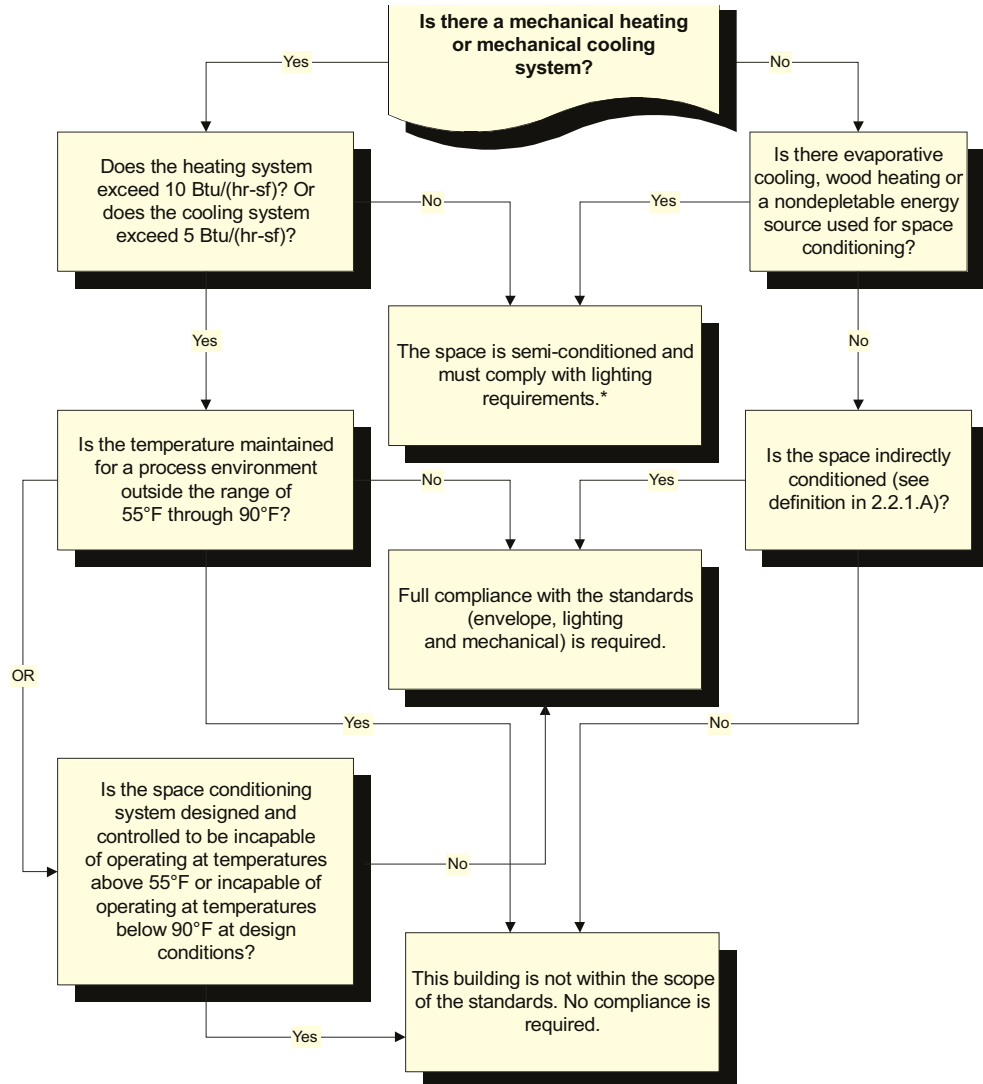 Is there a mechanical heating
or mechanical cooling
system?
Yes
No
Does the heating system
exceed 10 Btu/(hr-sf)? Or
does the cooling system
exceed 5 Btu/(hr-sf)?
No
Yes
Is there evaporative
cooling, wood heating or
a nondepletable energy
source used for space
conditioning?
Yes
No
The space is semi-conditioned and
must comply with lighting
requirements.*
Is the temperature maintained
for a process environment
outside the range of
55°F through 90°F?
No
Yes
Is the space indirectly
conditioned (see
definition in 2.2.1.A)?
Full compliance with the standards
(envelope, lighting
and mechanical) is required.
OR
Yes
No
Is the space conditioning
system designed and
controlled to be incapable
of operating at temperatures
above 55°F or incapable of
operating at temperatures
below 90°F at design
conditions?
No
Yes
This building is not within the scope
of the standards. No compliance is
required.